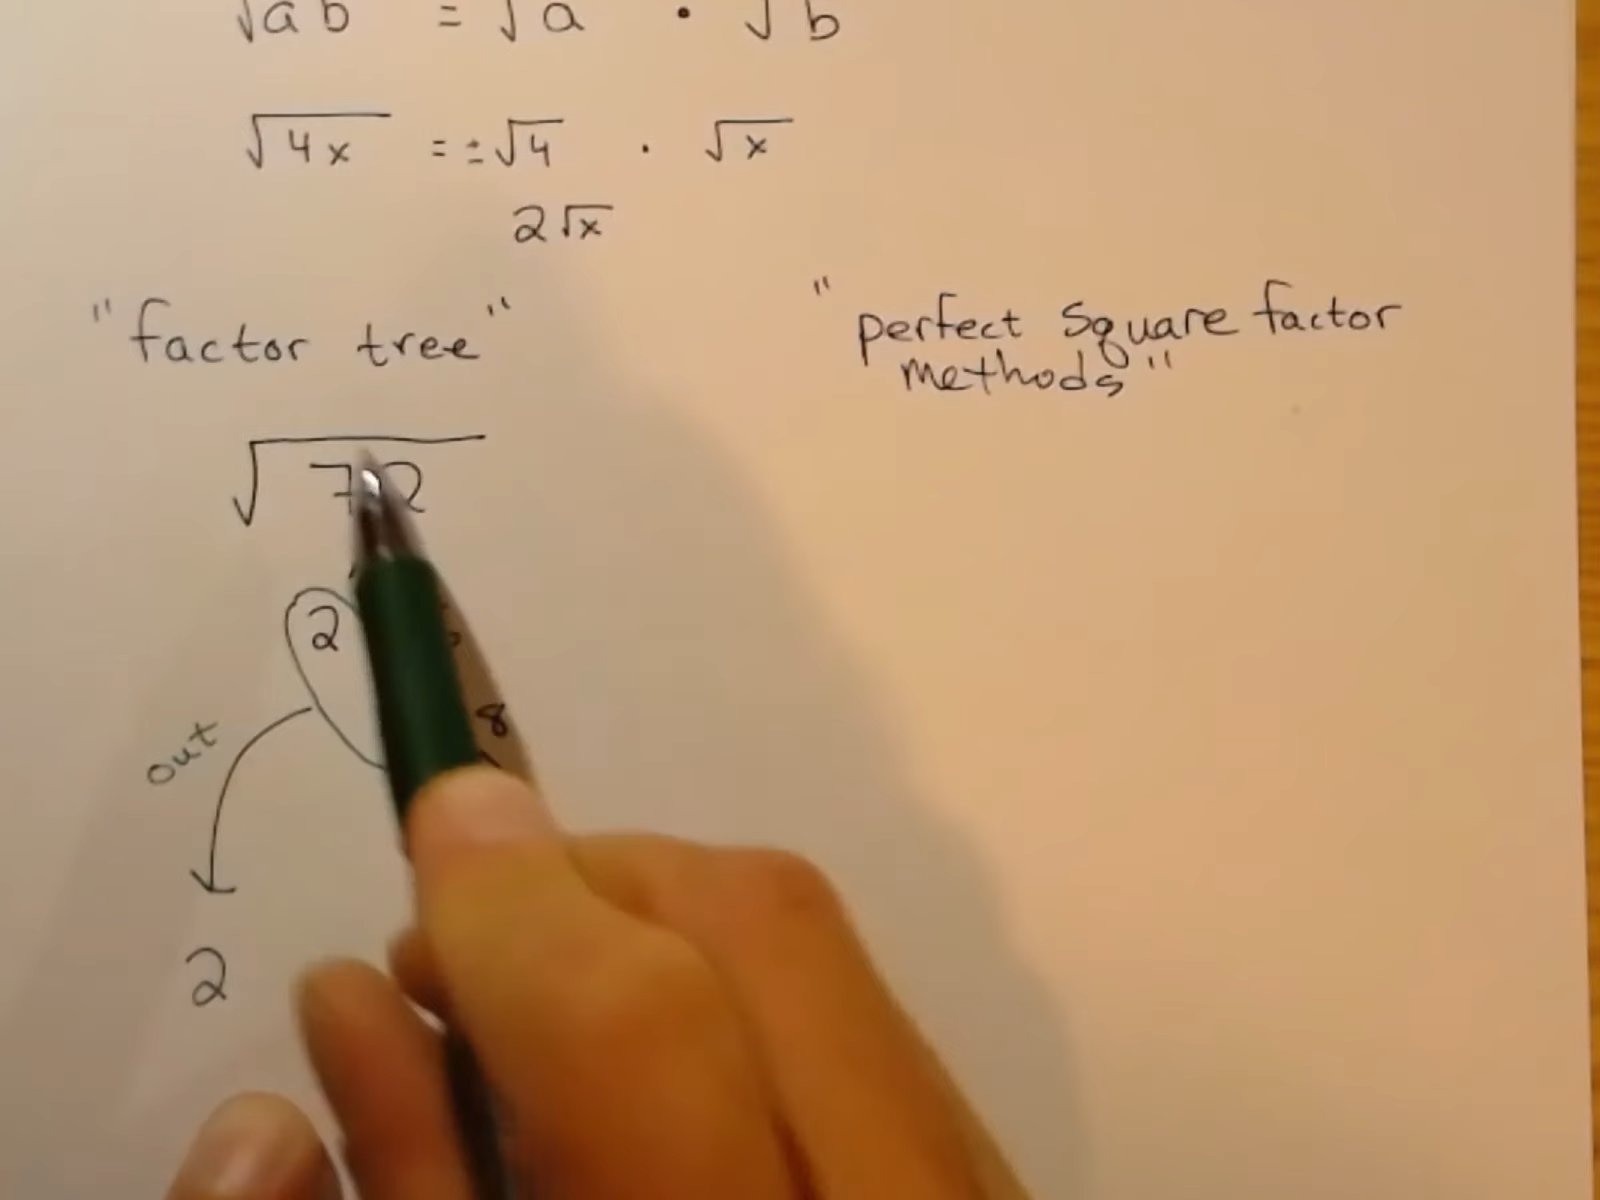 √ab = √a · √b
√4x = ±√4 · √x
2√x
"factor tree"
"perfect square factor
methods"
√72
2
8
out
2